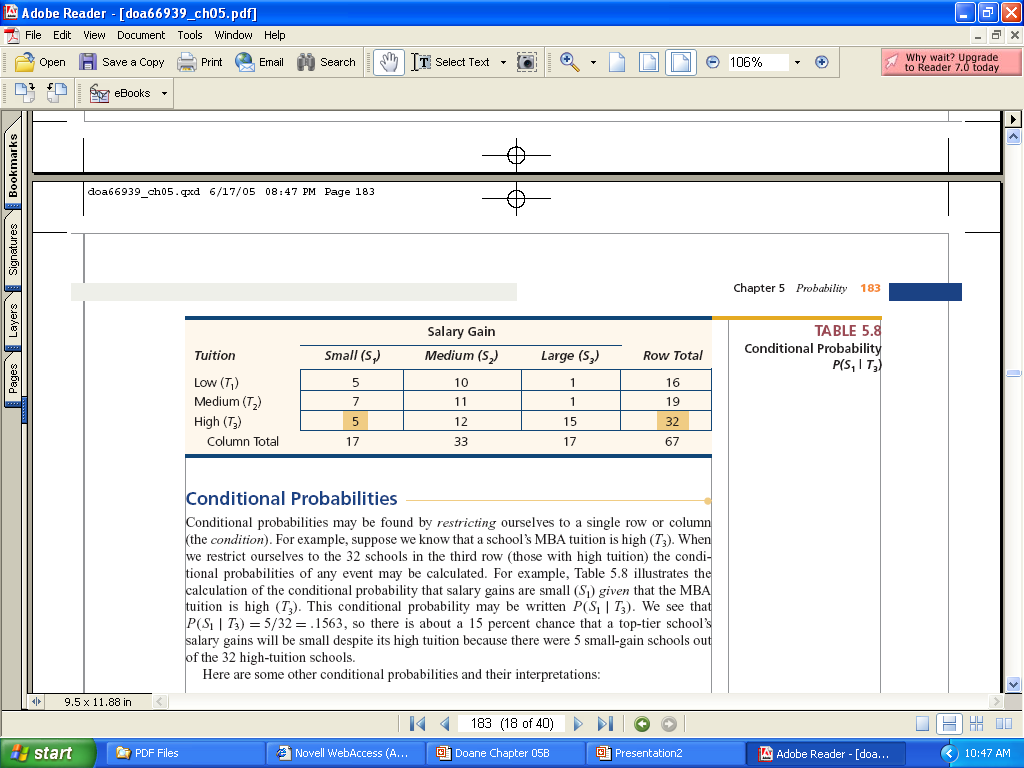 Adobe Reader - [doa66939_ch05.pdf]
File Edit View Document Tools Window Help
Open Save a Copy Print Email Search Select Text 106% Why wait? Upgrade
to Reader 7.0 today
eBooks
Bookmarks
Signatures
Layers
Pages
doa66939_ch05.qxd 6/17/05 08:47 PM Page 183
Chapter 5 Probability 183
TABLE 5.8
Conditional Probability
P(S₁ | T₃)
Salary Gain
Tuition Small (S₁) Medium (S₂) Large (S₃) Row Total
Low (T₁) 5 10 1 16
Medium (T₂) 7 11 1 19
High (T₃) 5 12 15 32
Column Total 17 33 17 67
Conditional Probabilities
Conditional probabilities may be found by restricting ourselves to a single row or column
(the condition). For example, suppose we know that a school's MBA tuition is high (T₃). When
we restrict ourselves to the 32 schools in the third row (those with high tuition) the condi-
tional probabilities of any event may be calculated. For example, Table 5.8 illustrates the
calculation of the conditional probability that salary gains are small (S₁) given that the MBA
tuition is high (T₃). This conditional probability may be written P(S₁ | T₃). We see that
P(S₁ | T₃) = 5/32 = .1563, so there is about a 15 percent chance that a top-tier school's
salary gains will be small despite its high tuition because there were 5 small-gain schools out
of the 32 high-tuition schools.
Here are some other conditional probabilities and their interpretations:
9.5 x 11.88 in
183 (18 of 40)
start PDF Files Novell WebAccess (A... Doane Chapter 05B Presentation2 Adobe Reader - [doa... 10:47 AM